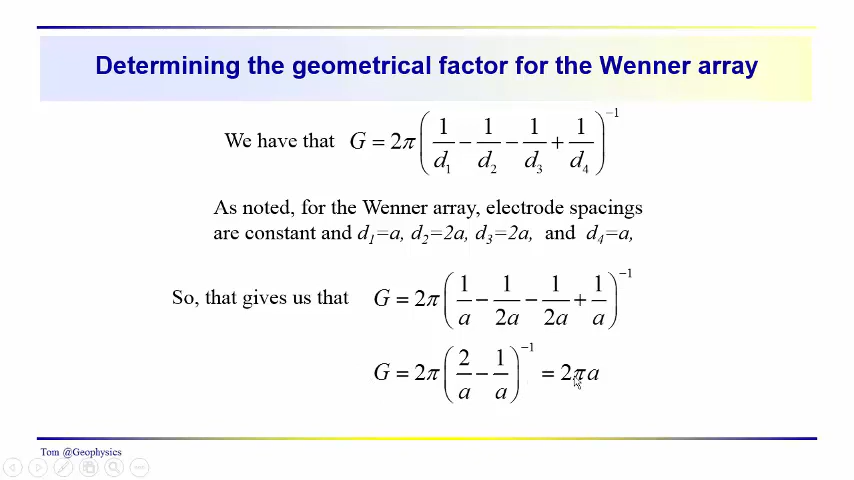 Determining the geometrical factor for the Wenner array
We have that G = 2π(1/d₁ − 1/d₂ − 1/d₃ + 1/d₄)⁻¹
As noted, for the Wenner array, electrode spacings
are constant and d₁=a, d₂=2a, d₃=2a, and d₄=a,
So, that gives us that G = 2π(1/a − 1/2a − 1/2a + 1/a)⁻¹
G = 2π(2/a − 1/a)⁻¹ = 2πa
Tom @Geophysics